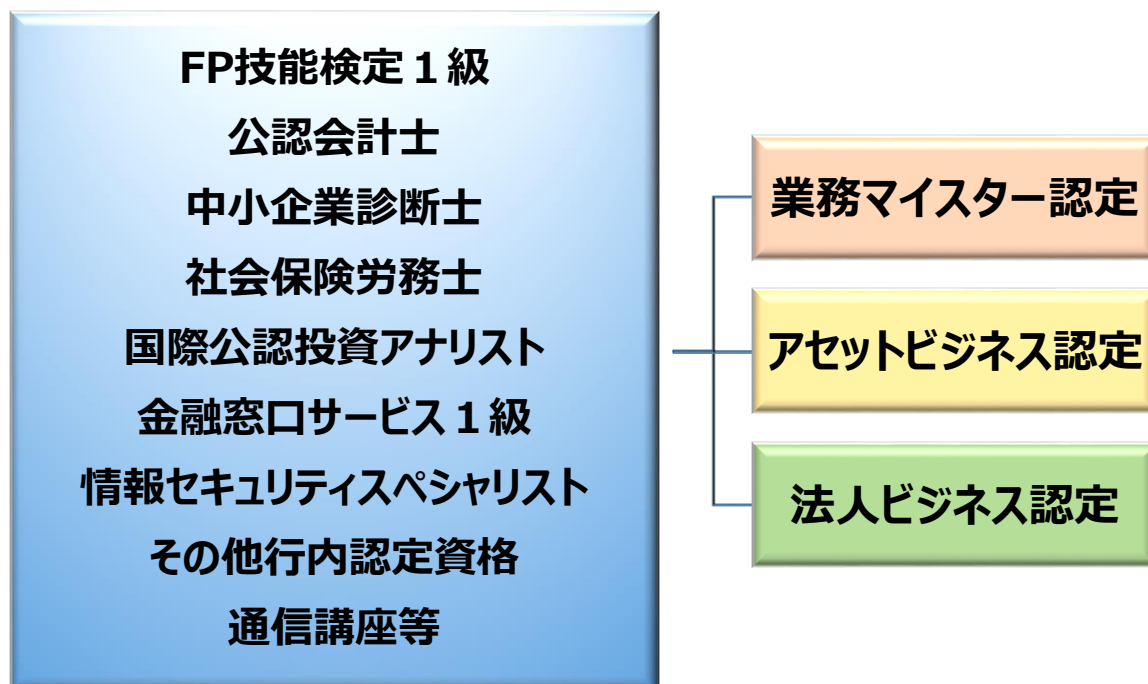 FP技能検定１級
公認会計士
中小企業診断士
社会保険労務士
国際公認投資アナリスト
金融窓口サービス１級
情報セキュリティスペシャリスト
その他行内認定資格
通信講座等
業務マイスター認定
アセットビジネス認定
法人ビジネス認定